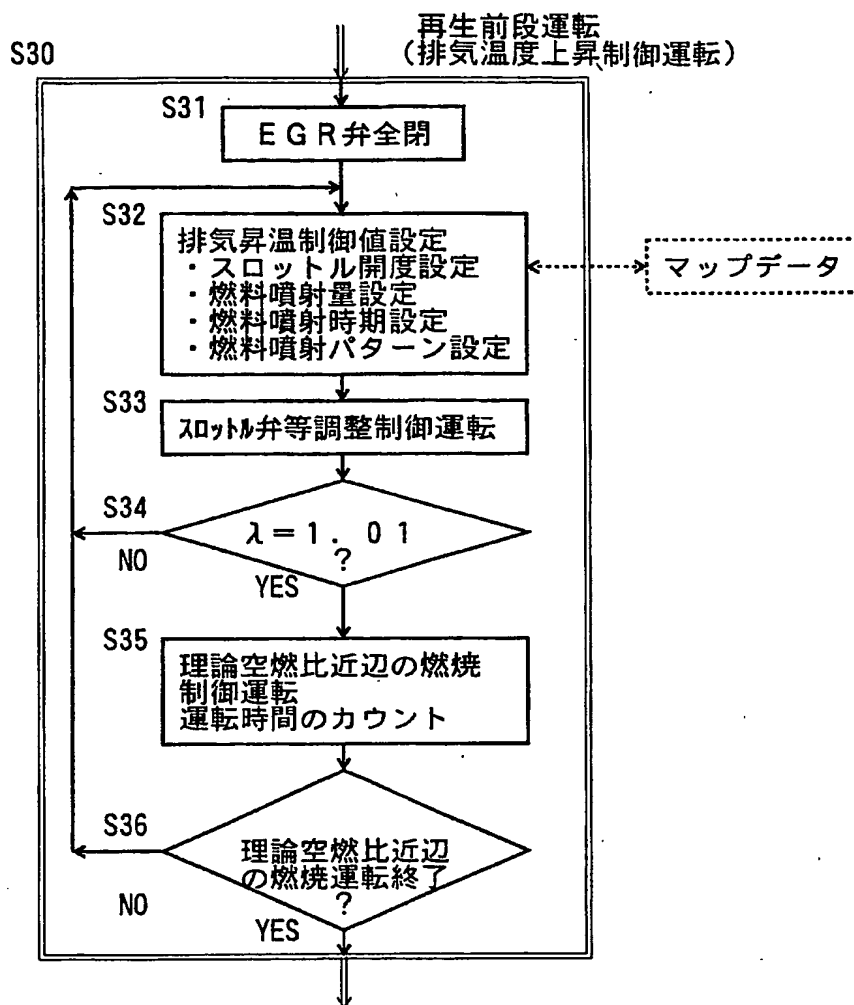 再生前段運転
(排気温度上昇制御運転)
S30
S31
EGR弁全閉
S32
排気昇温制御値設定
・スロットル開度設定
・燃料噴射量設定
・燃料噴射時期設定
・燃料噴射パターン設定
マップデータ
S33
スロットル弁等調整制御運転
S34
λ=1.01
?
NO
YES
S35
理論空燃比近辺の燃焼
制御運転
運転時間のカウント
S36
理論空燃比近辺
の燃焼運転終了
?
NO
YES